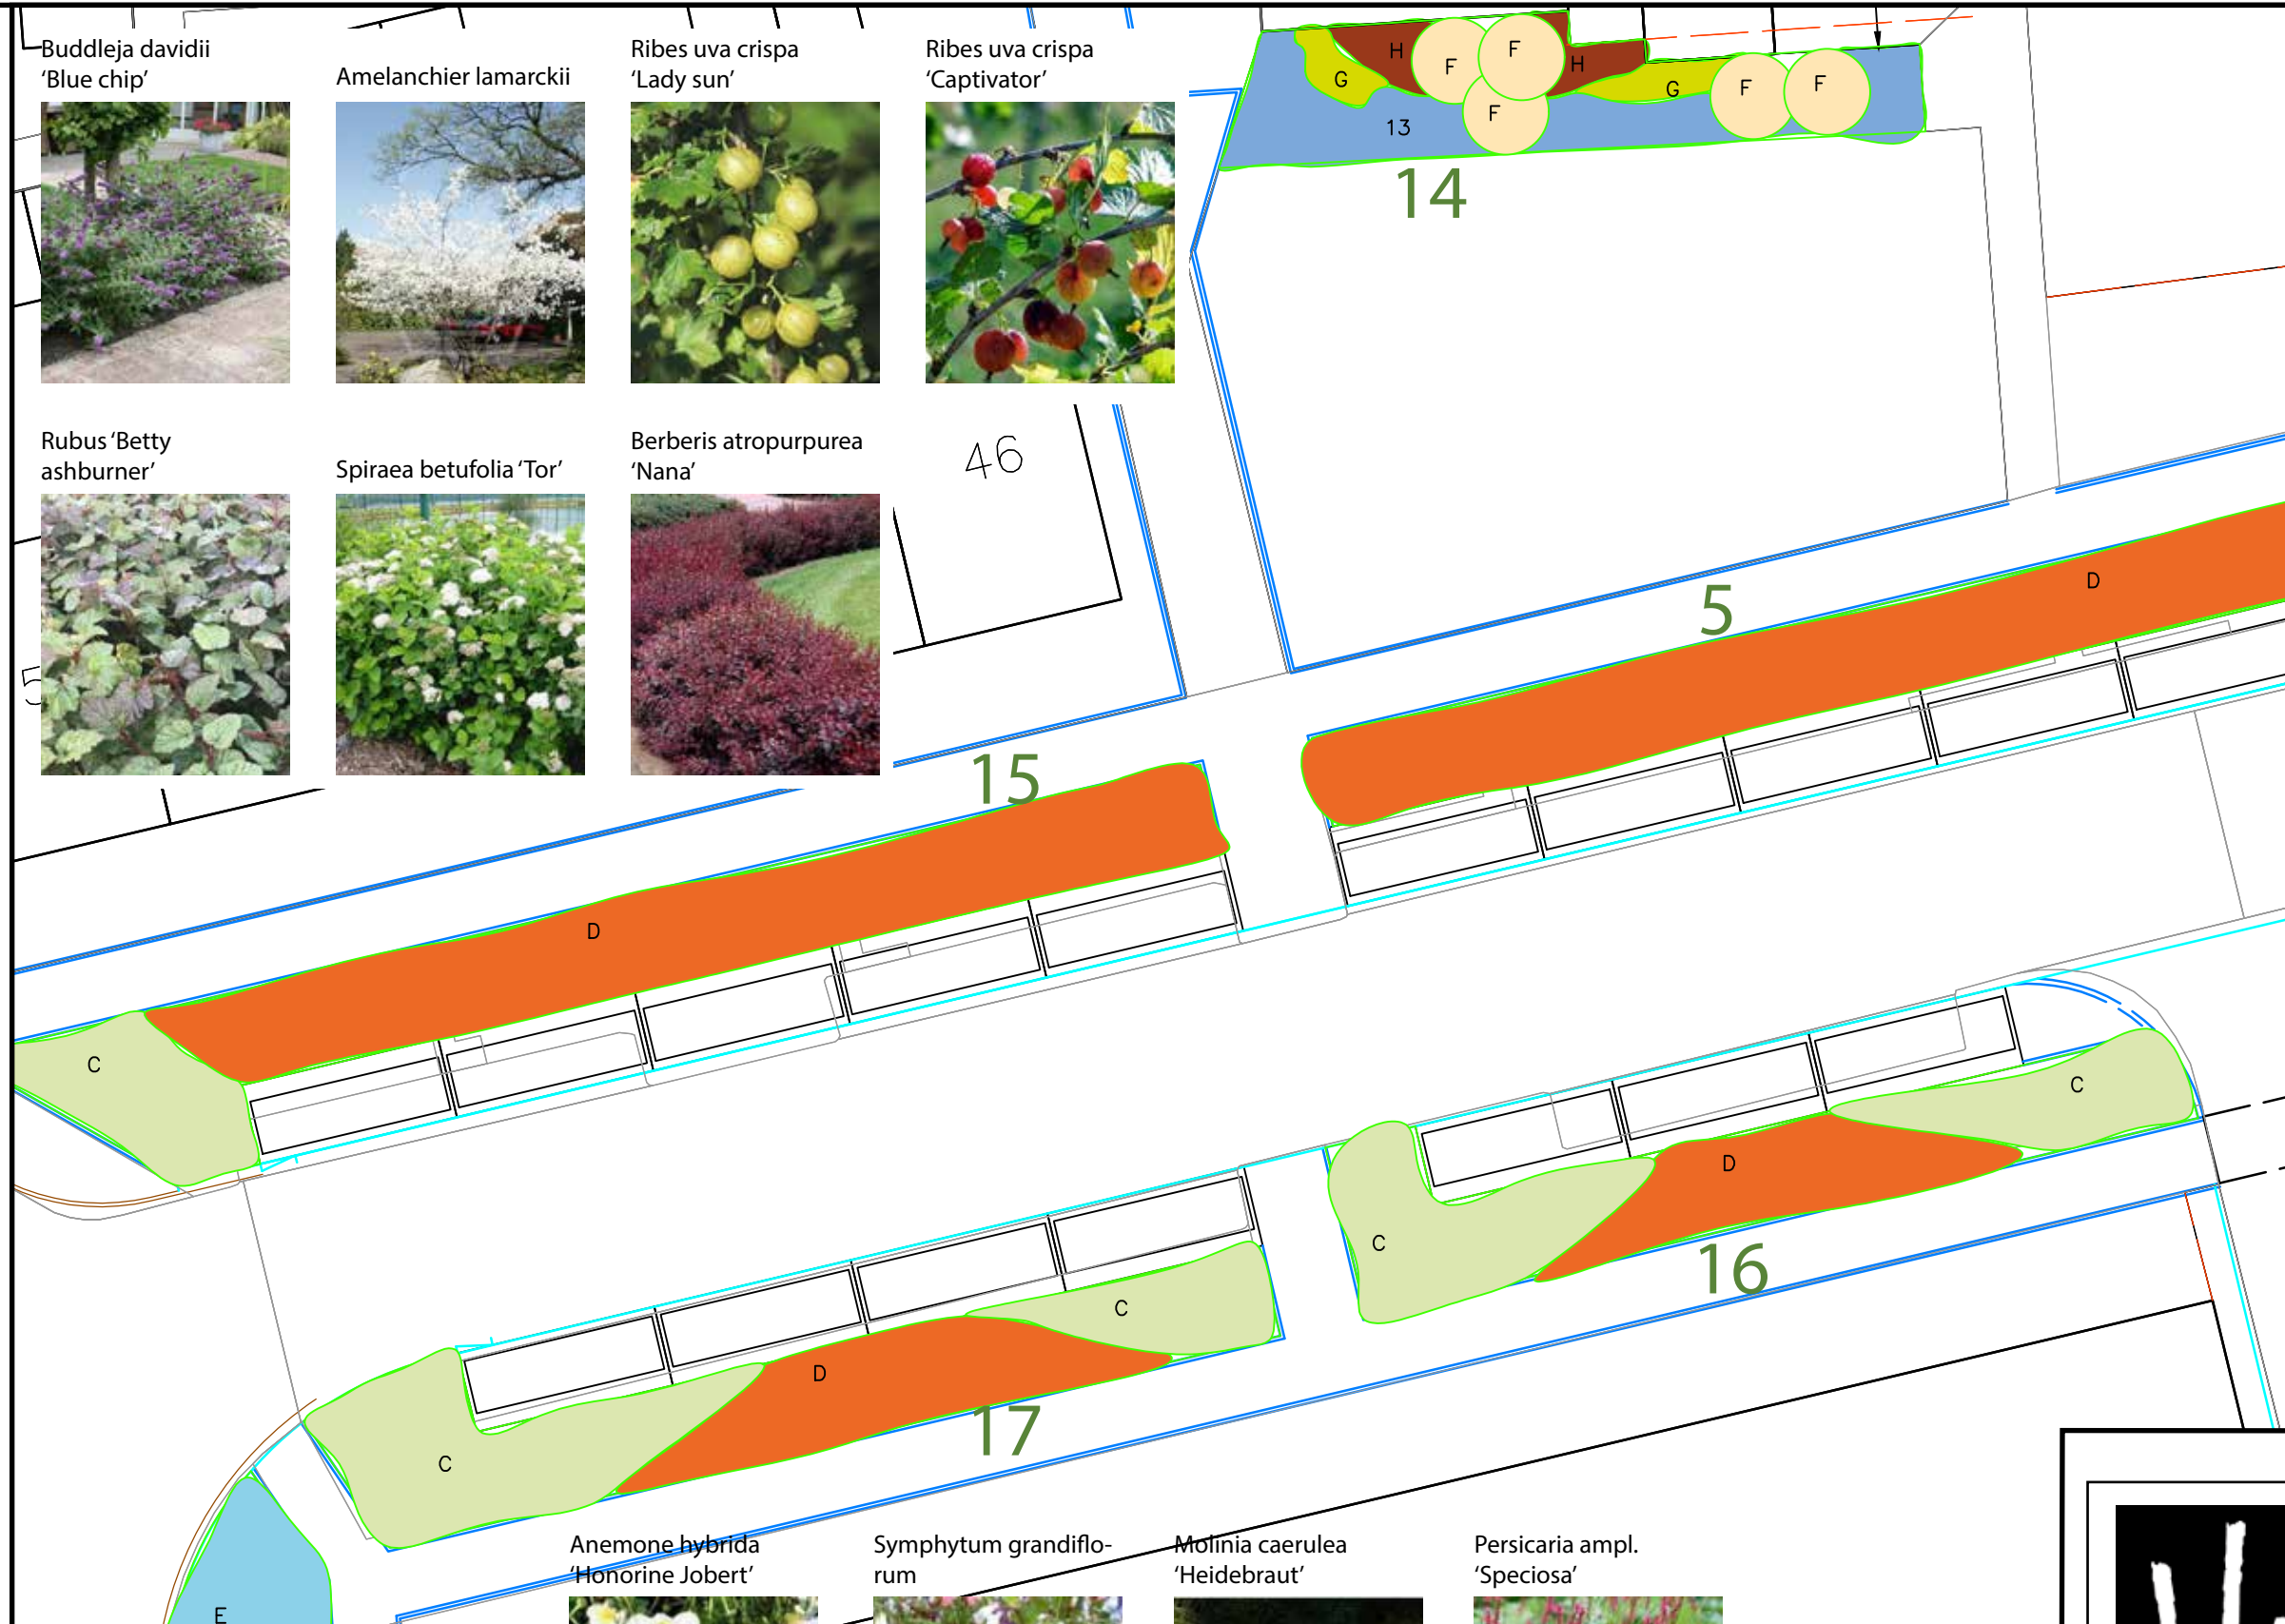 Buddleja davidii
‘Blue chip’
Amelanchier lamarckii
Ribes uva crispa
‘Lady sun’
Ribes uva crispa
‘Captivator’
H
F
F
H
G
F
G
F
F
13
14
Rubus ‘Betty
ashburner’
Spiraea betufolia ‘Tor’
Berberis atropurpurea
‘Nana’
46
5
D
5
15
D
C
C
D
C
16
C
D
17
C
E
Anemone hybrida
‘Honorine Jobert’
Symphytum grandiflo-
rum
Molinia caerulea
‘Heidebraut’
Persicaria ampl.
‘Speciosa’